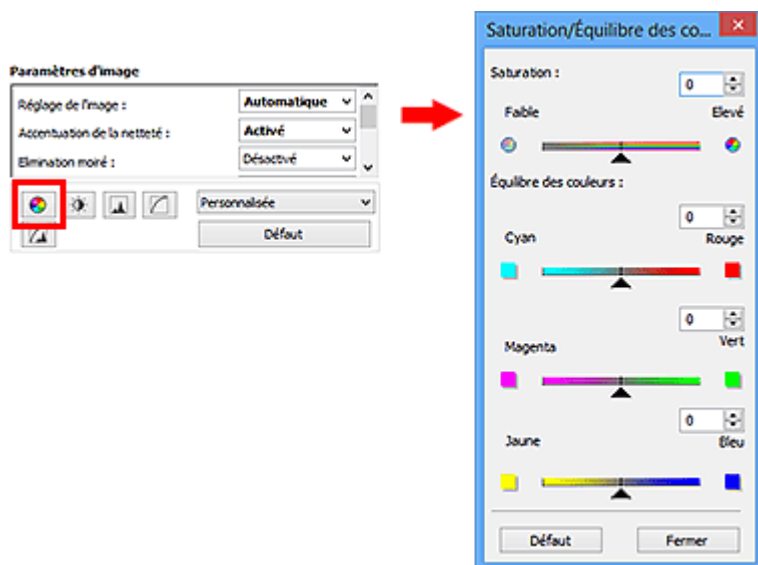 Paramètres d'image
Réglage de l'image : Automatique
Accentuation de la netteté : Activé
Elimination moiré : Désactivé
Personnalisée
Défaut
Saturation/Équilibre des co...
Saturation :
0
Faible Elevé
Équilibre des couleurs :
0
Cyan Rouge
0
Magenta Vert
0
Jaune Bleu
Défaut Fermer